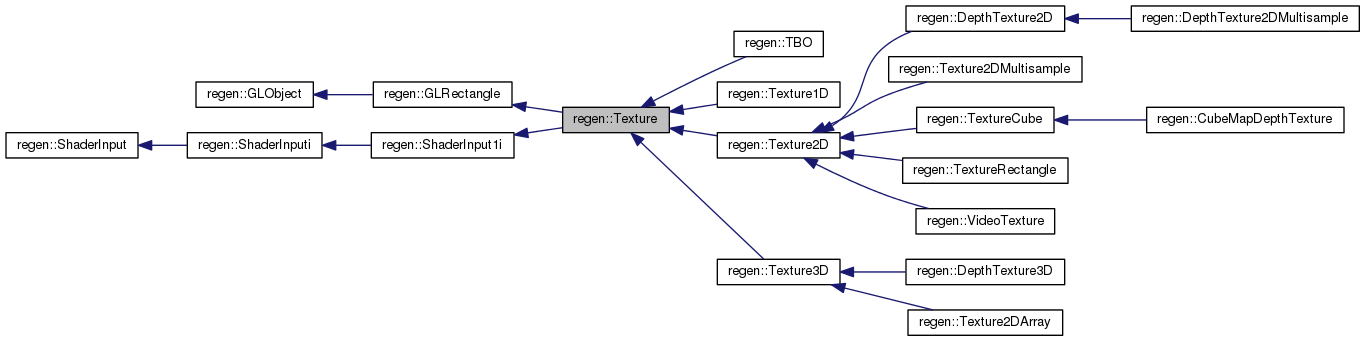 regen::DepthTexture2D
regen::DepthTexture2DMultisample
regen::TBO
regen::Texture2DMultisample
regen::GLObject
regen::GLRectangle
regen::Texture1D
regen::Texture
regen::TextureCube
regen::CubeMapDepthTexture
regen::ShaderInput
regen::ShaderInputi
regen::ShaderInput1i
regen::Texture2D
regen::TextureRectangle
regen::VideoTexture
regen::Texture3D
regen::DepthTexture3D
regen::Texture2DArray